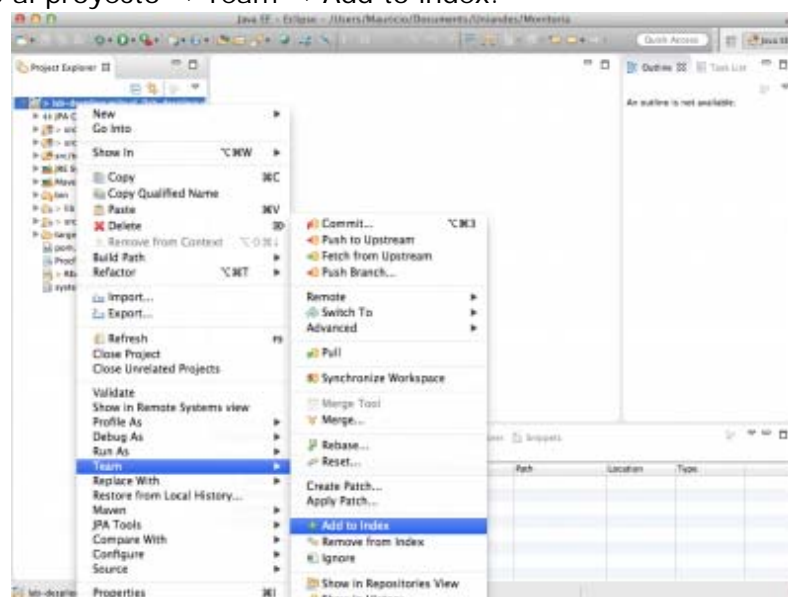 al proyecto -> Team -> Add to Index.
Java EE - Eclipse - /Users/Mauricio/Documents/Uniandes/Monitoria
Quick Access
Project Explorer
Outline
Task List
An outline is not available.
New
Go Into
Show In ⌥⌘W
Copy ⌘C
Copy Qualified Name
Paste ⌘V
Delete
Remove from Context
Build Path
Refactor ⌥⌘T
Import...
Export...
Refresh F5
Close Project
Close Unrelated Projects
Validate
Show in Remote Systems view
Profile As
Debug As
Run As
Team
Replace With
Restore from Local History...
Maven
JPA Tools
Compare With
Configure
Source
Properties ⌘I
Commit...
Push to Upstream
Fetch from Upstream
Push Branch...
Remote
Switch To
Advanced
Pull
Synchronize Workspace
Merge Tool
Merge...
Rebase...
Reset...
Create Patch...
Apply Patch...
Add to Index
Remove from Index
Ignore
Show in Repositories View
Snippets
Path Location Type